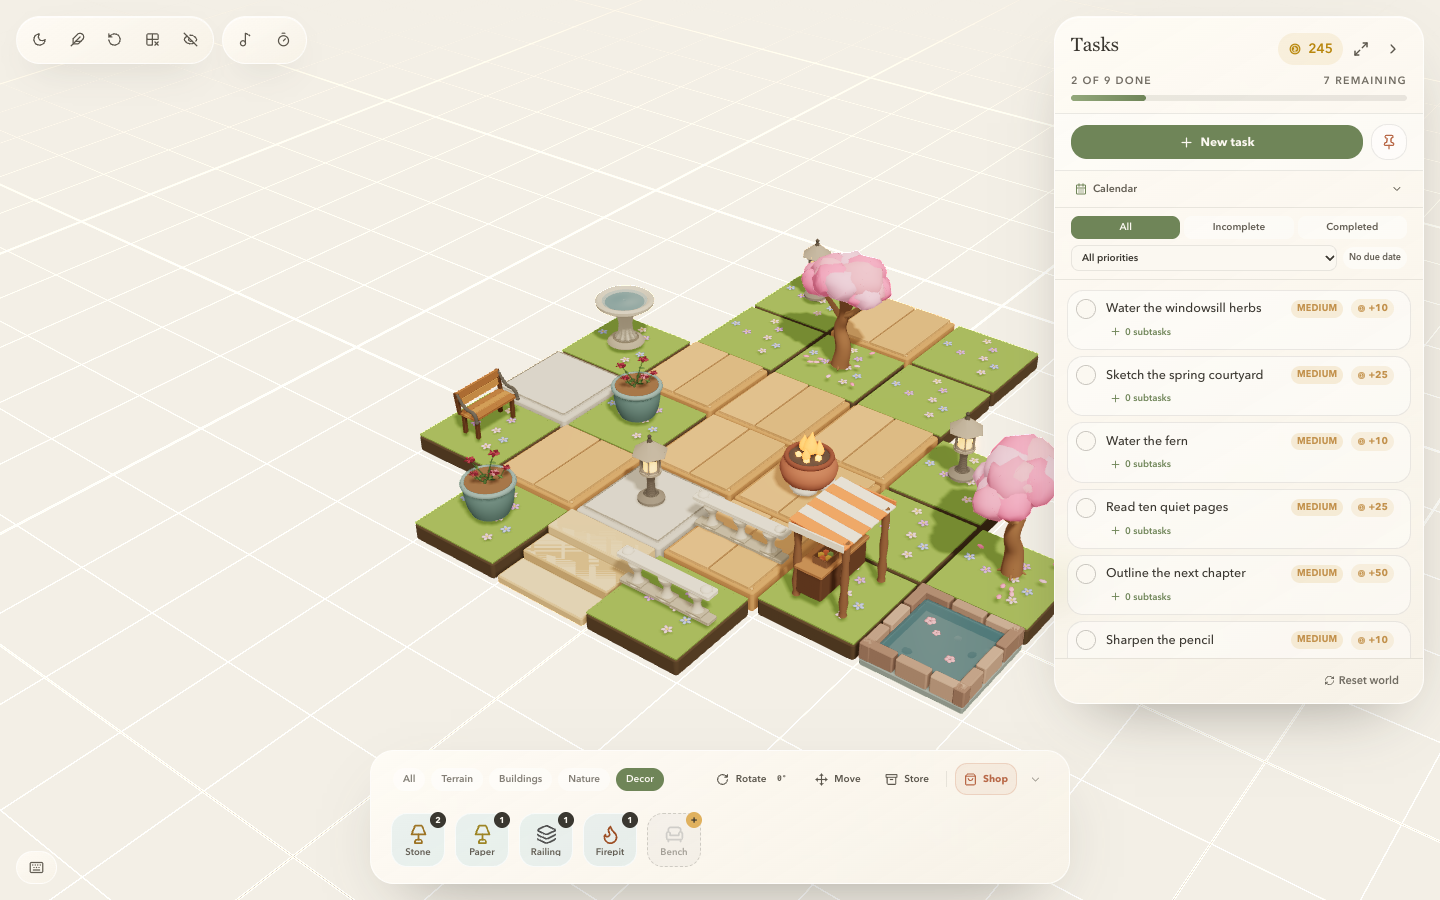 Tasks
245
2 OF 9 DONE
7 REMAINING
New task
Calendar
All
Incomplete
Completed
All priorities
No due date
Water the windowsill herbs
MEDIUM
+10
0 subtasks
Sketch the spring courtyard
MEDIUM
+25
0 subtasks
Water the fern
MEDIUM
+10
0 subtasks
Read ten quiet pages
MEDIUM
+25
0 subtasks
Outline the next chapter
MEDIUM
+50
0 subtasks
Sharpen the pencil
MEDIUM
+10
Reset world
All
Terrain
Buildings
Nature
Decor
Rotate 0°
Move
Store
Shop
2
Stone
1
Paper
1
Railing
1
Firepit
+
Bench